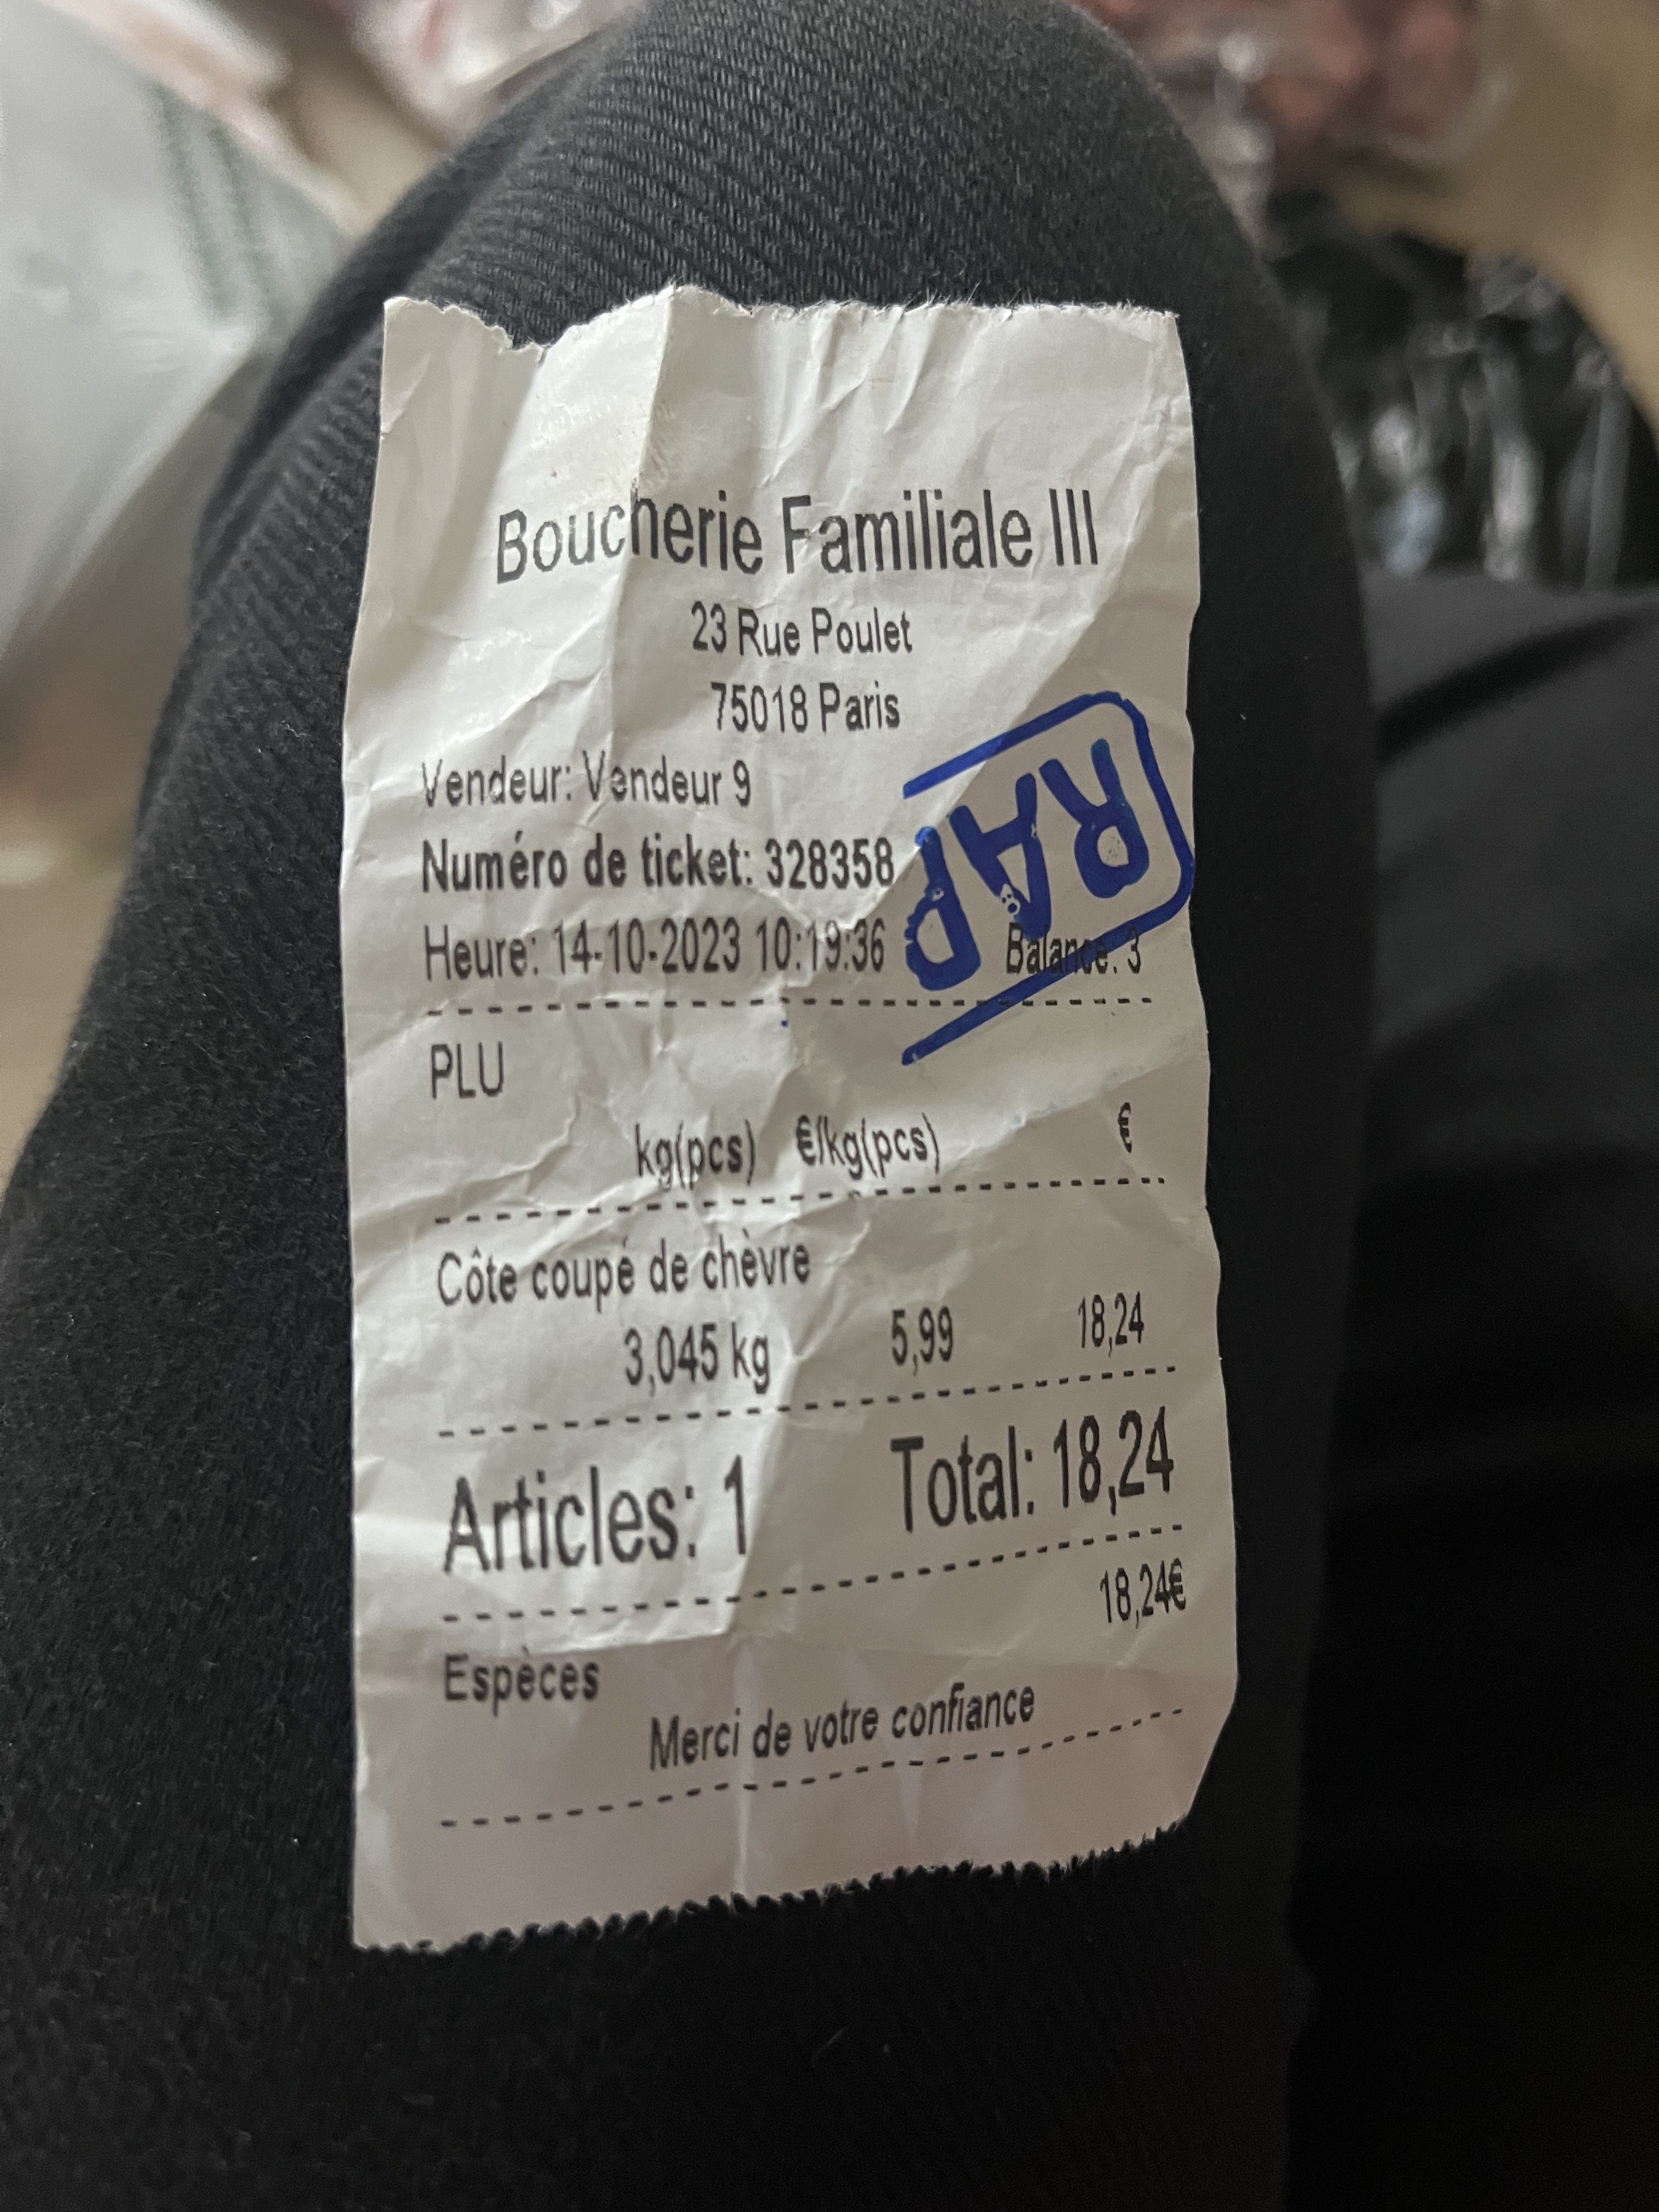 Boucherie Familiale III
23 Rue Poulet
75018 Paris
Vendeur: Vendeur 9
Numéro de ticket: 328358
Heure: 14-10-2023 10:19:36 Balance: 3
PLU
kg(pcs) €/kg(pcs) €
Côte coupé de chèvre
3,045 kg 5,99 18,24
Articles: 1 Total: 18,24
18,24€
Espèces
Merci de votre confiance